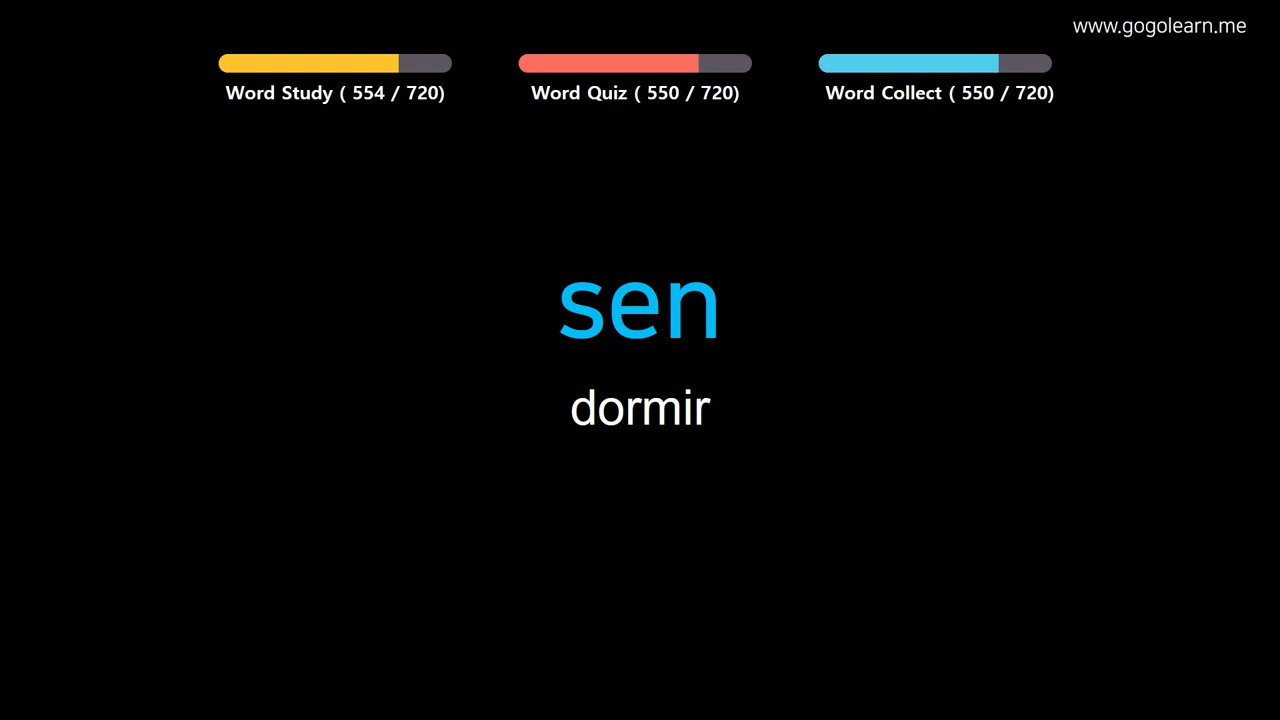 www.gogolearn.me
Word Study ( 554 / 720)
Word Quiz ( 550 / 720)
Word Collect ( 550 / 720)
sen
dormir